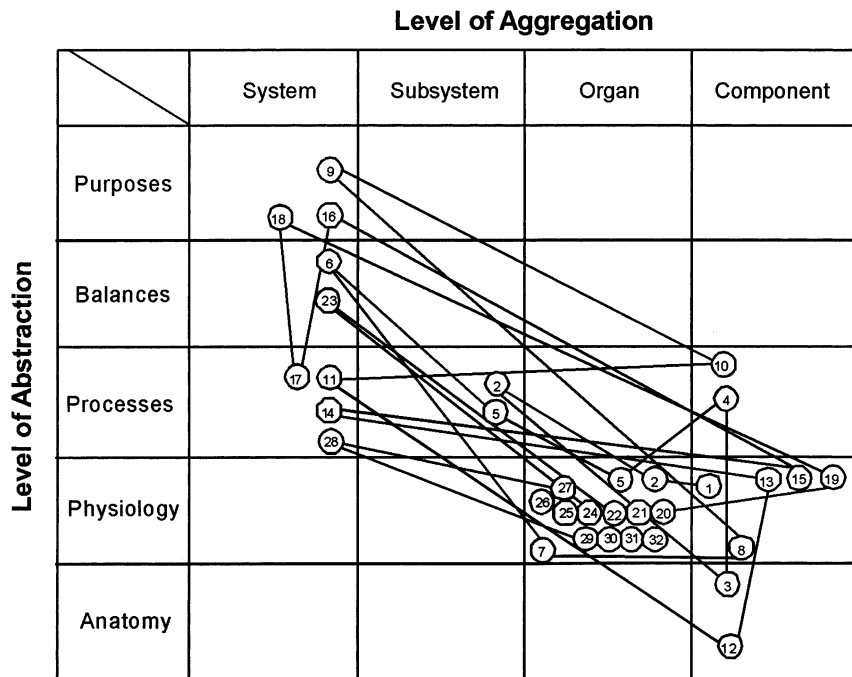 Level of Aggregation
System Subsystem Organ Component
Level of Abstraction
Purposes
9
18 16
Balances
6
23
Processes
10
17 11 2
4
14 5
28
Physiology
5 2 1 13 15 19
27
26 25 24 22 21 20
29 30 31 32
7 8
Anatomy
3
12